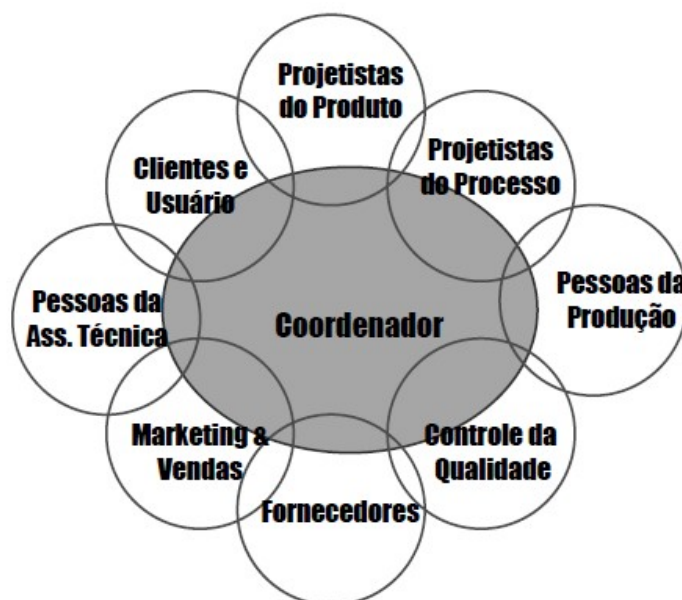 Projetistas
do Produto
Projetistas
do Processo
Clientes e
Usuário
Pessoas da
Produção
Pessoas da
Ass. Técnica
Coordenador
Marketing &
Vendas
Controle da
Qualidade
Fornecedores